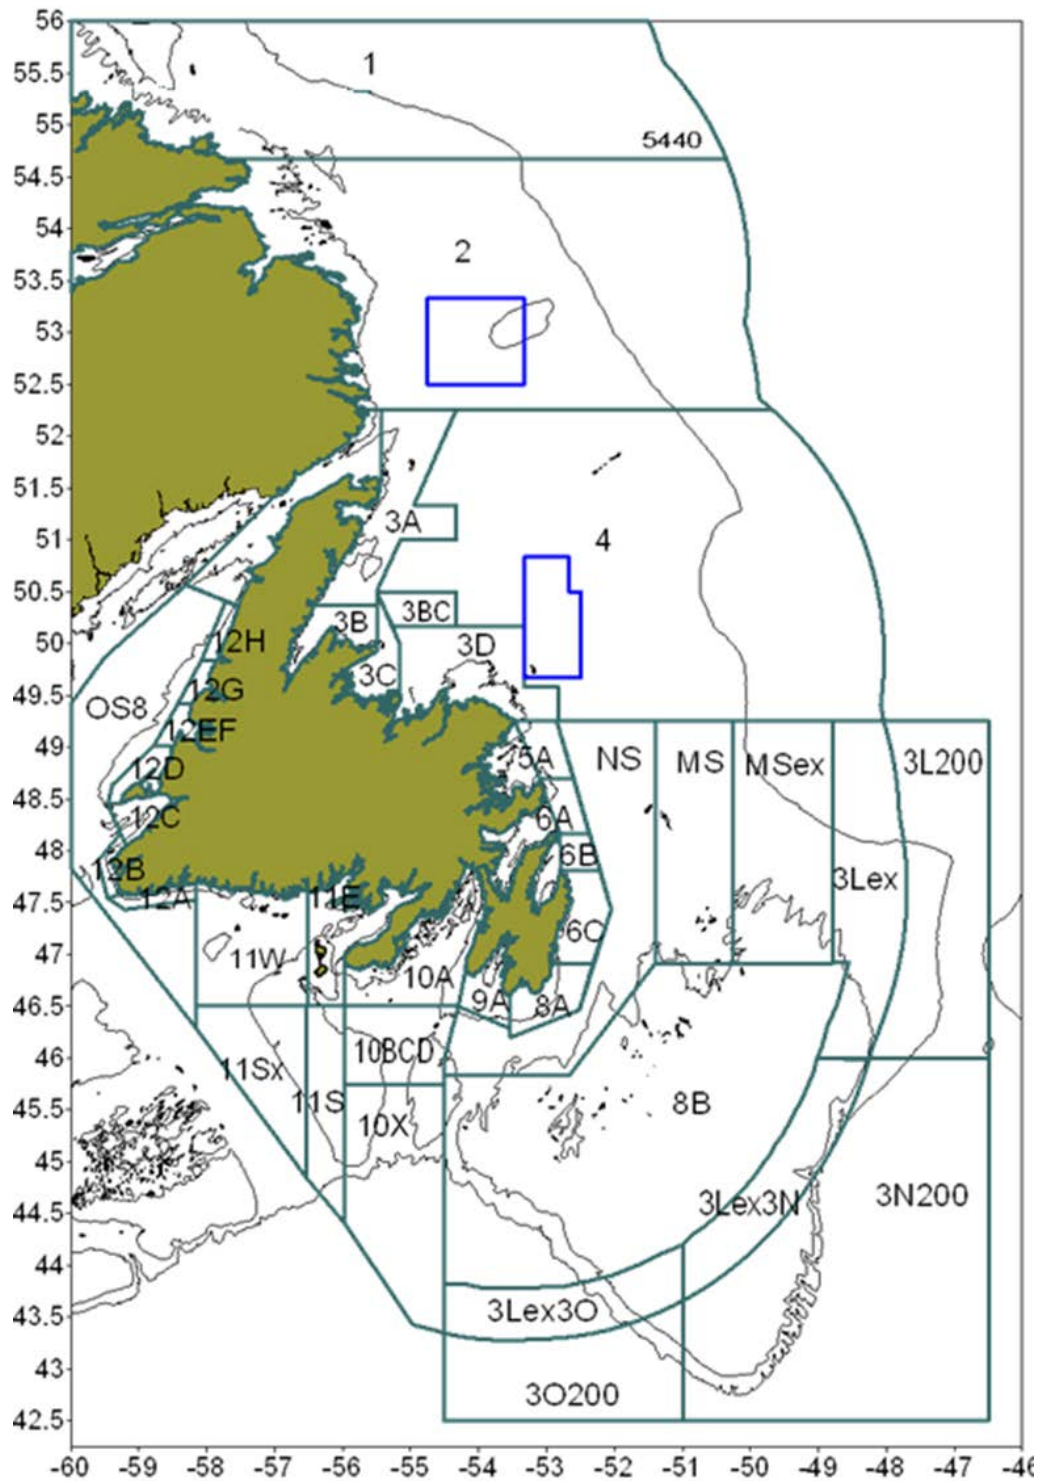 56
1
55.5
55
5440
54.5
54
2
53.5
53
52.5
52
51.5
3A
51
4
50.5
3B
3BC
50
12H
3D
3C
49.5
12G
OS8
12EF
49
5A
NS
MS
MSex
3L200
12D
48.5
12C
6A
48
12B
6B
3Lex
47.5
12A
11E
6C
47
11W
10A
46.5
9A
8A
46
10BCD
11Sx
45.5
11S
10X
8B
45
3Lex3N
3N200
44.5
44
43.5
3Lex3O
43
3O200
42.5
-60 -59 -58 -57 -56 -55 -54 -53 -52 -51 -50 -49 -48 -47 -46